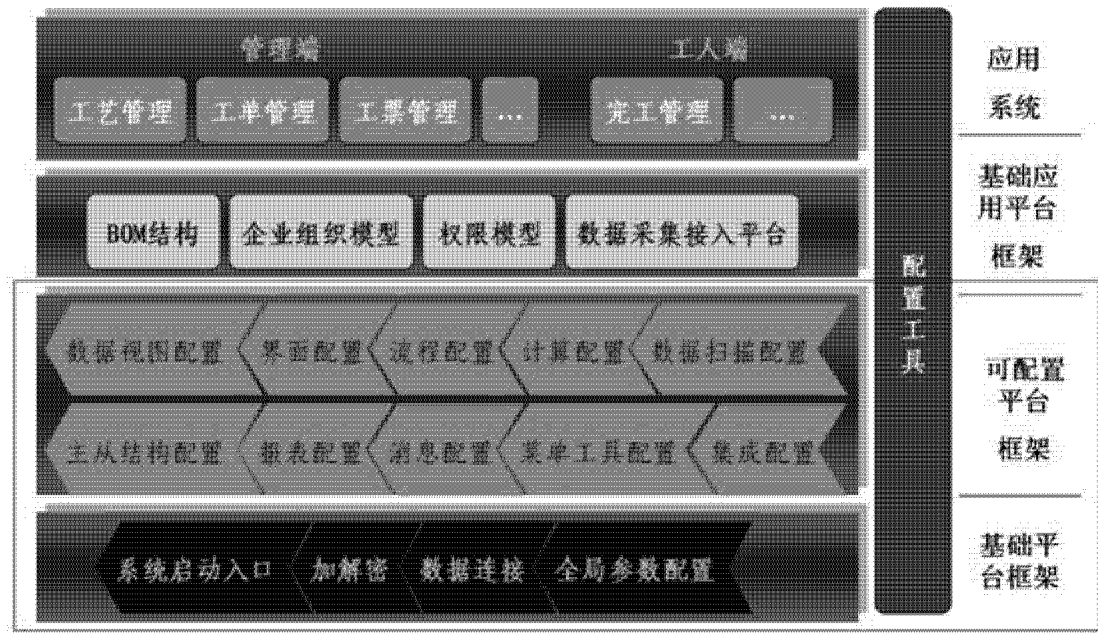 管理端 工人端
工艺管理 工单管理 工票管理 ... 完工管理 ...
应用
系统
BOM结构 企业组织模型 权限模型 数据采集接入平台
基础应
用平台
框架
配
置
工
具
数据视图配置 界面配置 流程配置 计算配置 数据扫描配置
主从结构配置 报表配置 消息配置 菜单工具配置 集成配置
可配置
平台
框架
系统启动入口 加解密 数据连接 全局参数配置
基础平
台框架